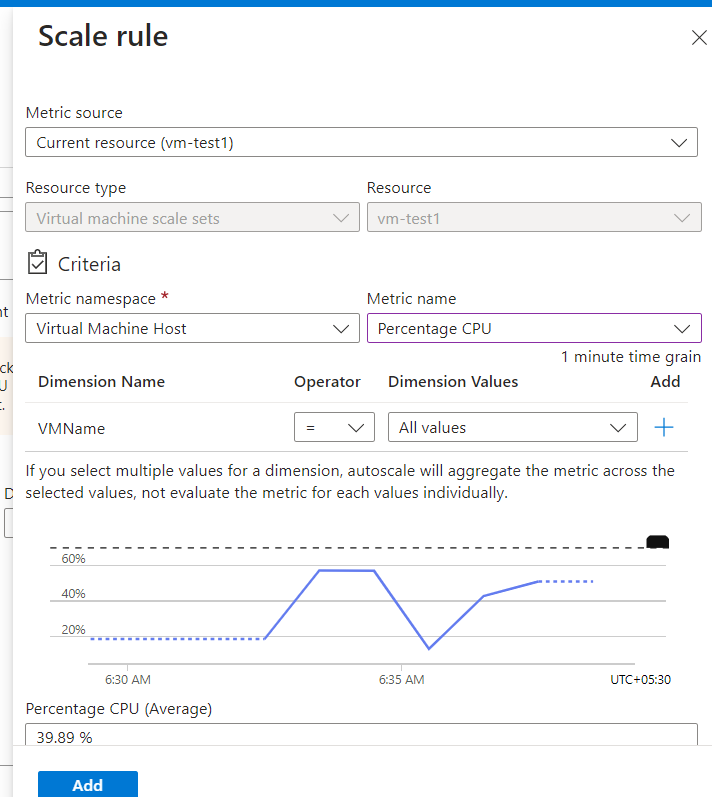 Scale rule
Metric source
Current resource (vm-test1)
Resource type
Resource
Virtual machine scale sets
vm-test1
Criteria
Metric namespace *
Metric name
Virtual Machine Host
Percentage CPU
1 minute time grain
Dimension Name Operator Dimension Values Add
VMName = All values
If you select multiple values for a dimension, autoscale will aggregate the metric across the
selected values, not evaluate the metric for each values individually.
60%
40%
20%
6:30 AM 6:35 AM UTC+05:30
Percentage CPU (Average)
39.89 %
Add